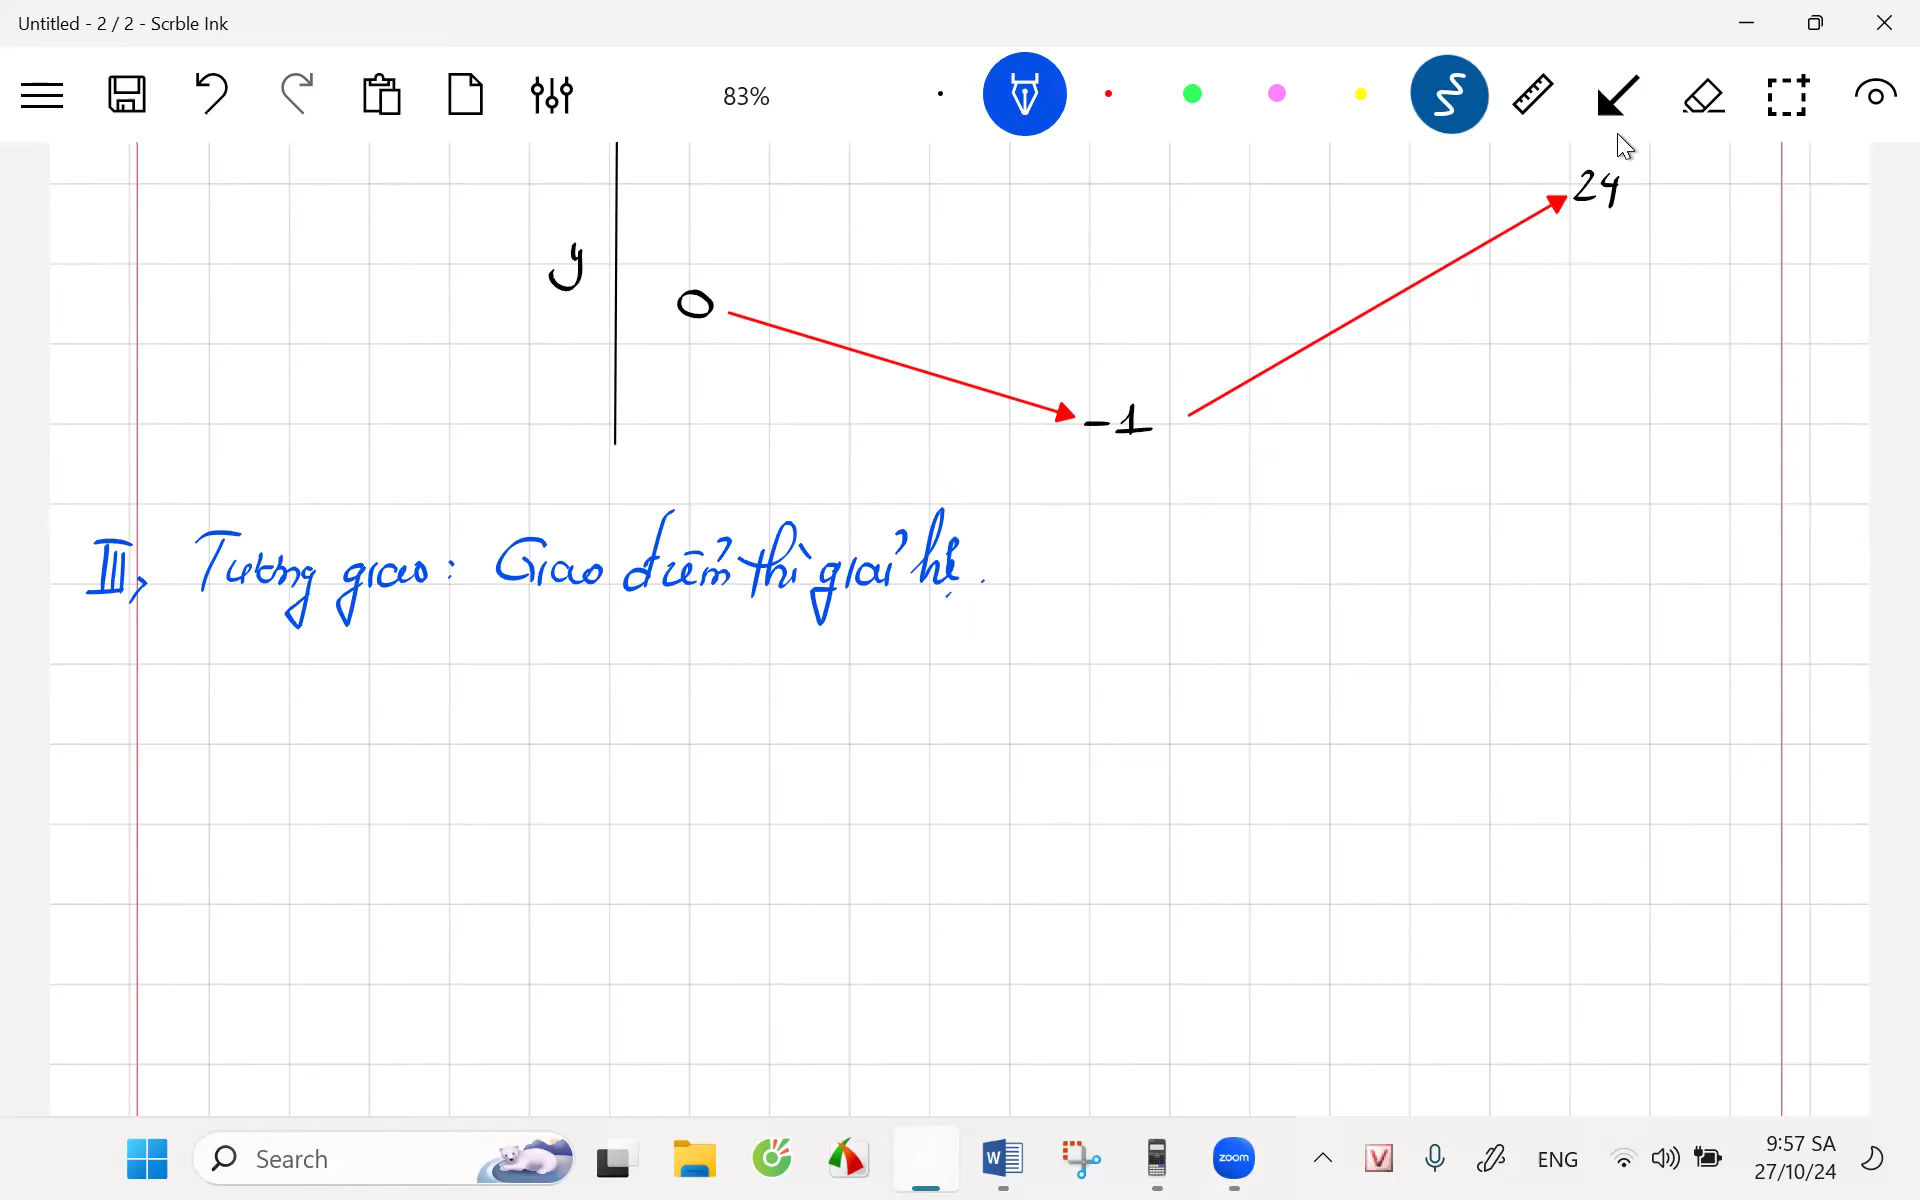 Untitled - 2 / 2 - Scrble Ink
83%
24
y
0
-1
III, Tương giao: Giao điểm thì giải hệ.
Search
zoom
ENG
9:57 SA
27/10/24